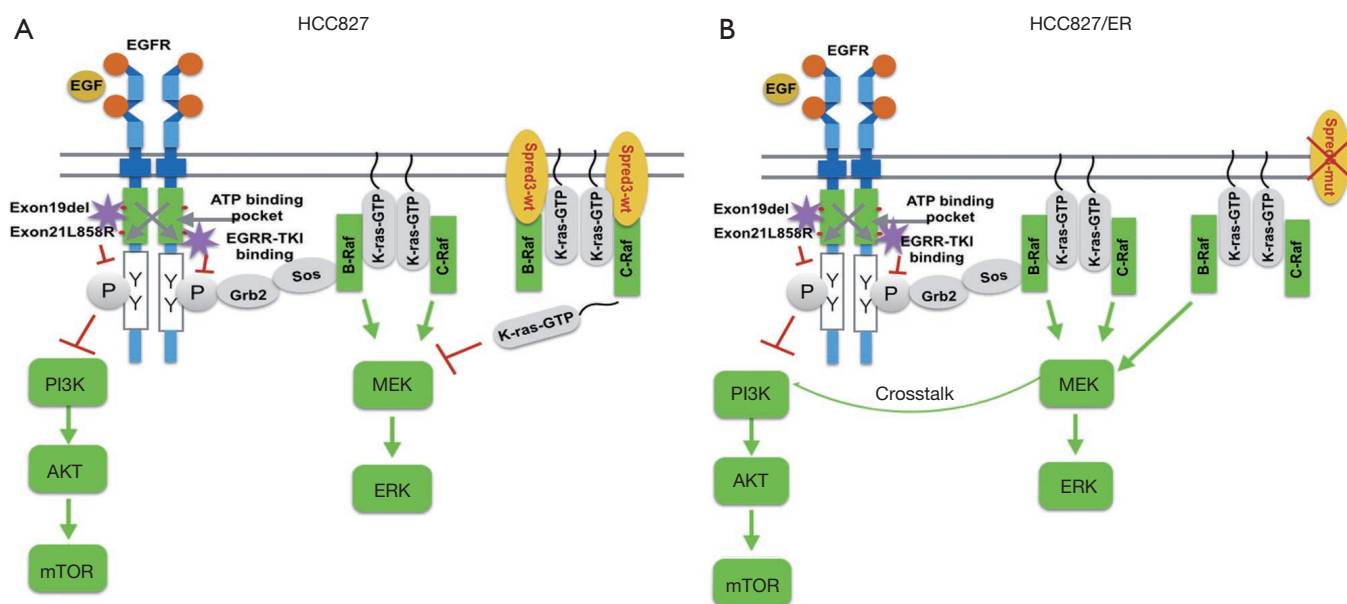 A
HCC827
EGFR
EGF
Spred3-wt
Spred3-wt
Exon19del
Exon21L858R
ATP binding
pocket
EGRR-TKI
binding
B-Raf
K-ras-GTP
K-ras-GTP
C-Raf
B-Raf
K-ras-GTP
K-ras-GTP
C-Raf
P
Y
Y
Y
Y
P
Grb2
Sos
K-ras-GTP
PI3K
AKT
mTOR
MEK
ERK
B
HCC827/ER
EGFR
EGF
Spred3-mut
Exon19del
Exon21L858R
ATP binding
pocket
EGRR-TKI
binding
B-Raf
K-ras-GTP
K-ras-GTP
C-Raf
B-Raf
K-ras-GTP
K-ras-GTP
C-Raf
P
Y
Y
Y
Y
P
Grb2
Sos
PI3K
Crosstalk
MEK
AKT
ERK
mTOR